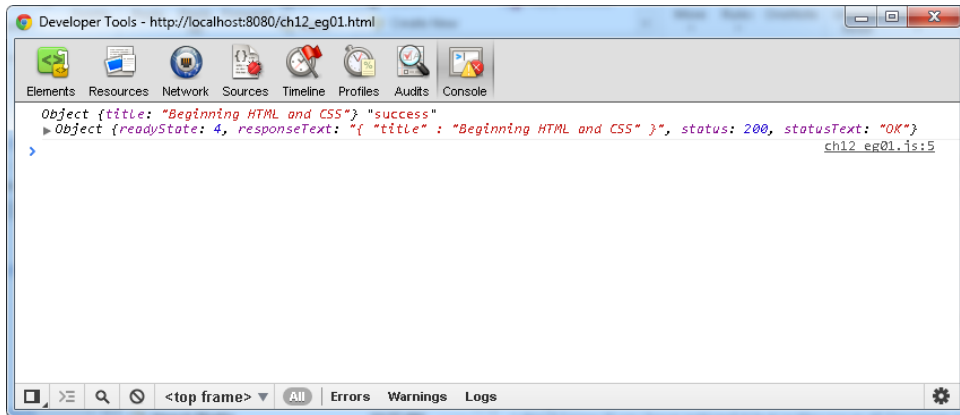 Developer Tools - http://localhost:8080/ch12_eg01.html
Elements Resources Network Sources Timeline Profiles Audits Console
Object {title: "Beginning HTML and CSS"} "success"
Object {readyState: 4, responseText: "{ "title" : "Beginning HTML and CSS" }", status: 200, statusText: "OK"}
ch12_eg01.js:5
<top frame> All Errors Warnings Logs